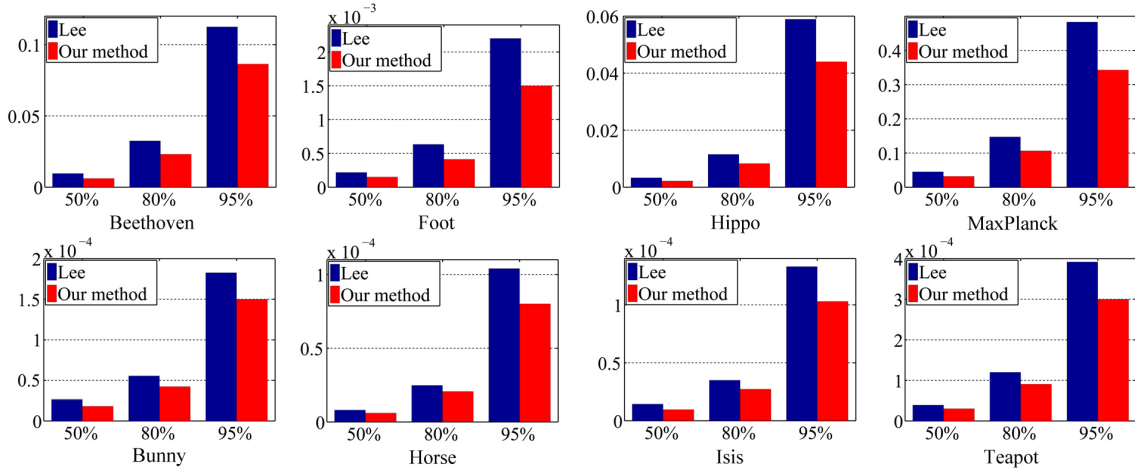 Lee
Our method
0.1
0.05
0
50% 80% 95%
Beethoven
x 10⁻³
Lee
Our method
2
1.5
1
0.5
0
50% 80% 95%
Foot
0.06
Lee
Our method
0.04
0.02
0
50% 80% 95%
Hippo
Lee
Our method
0.4
0.3
0.2
0.1
0
50% 80% 95%
MaxPlanck
x 10⁻⁴
2
Lee
Our method
1.5
1
0.5
0
50% 80% 95%
Bunny
x 10⁻⁴
Lee
Our method
1
0.5
0
50% 80% 95%
Horse
x 10⁻⁴
Lee
Our method
1
0.5
0
50% 80% 95%
Isis
x 10⁻⁴
4
Lee
Our method
3
2
1
0
50% 80% 95%
Teapot